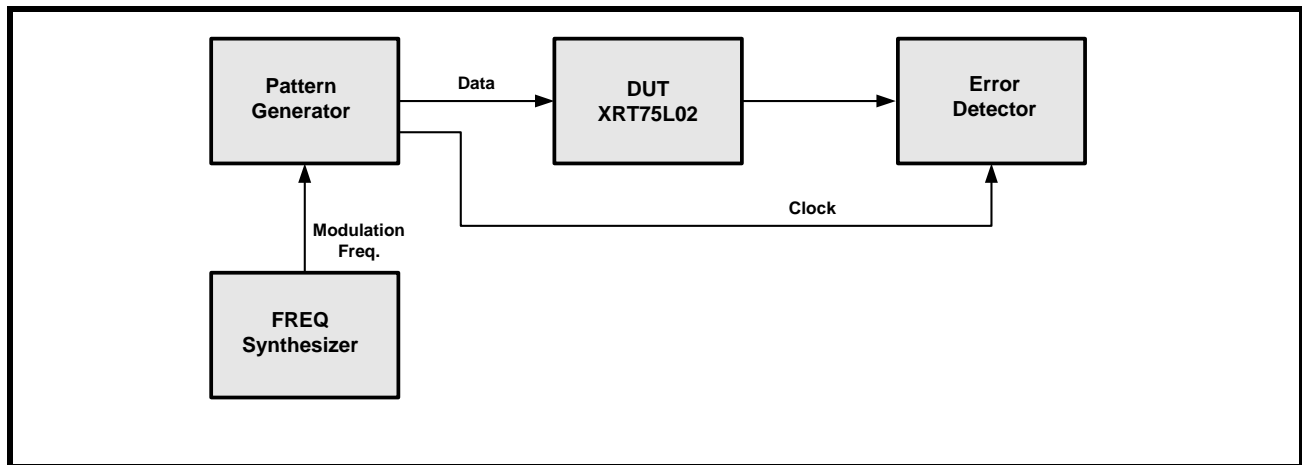 Pattern
Generator
Data
DUT
XRT75L02
Error
Detector
Clock
Modulation
Freq.
FREQ
Synthesizer